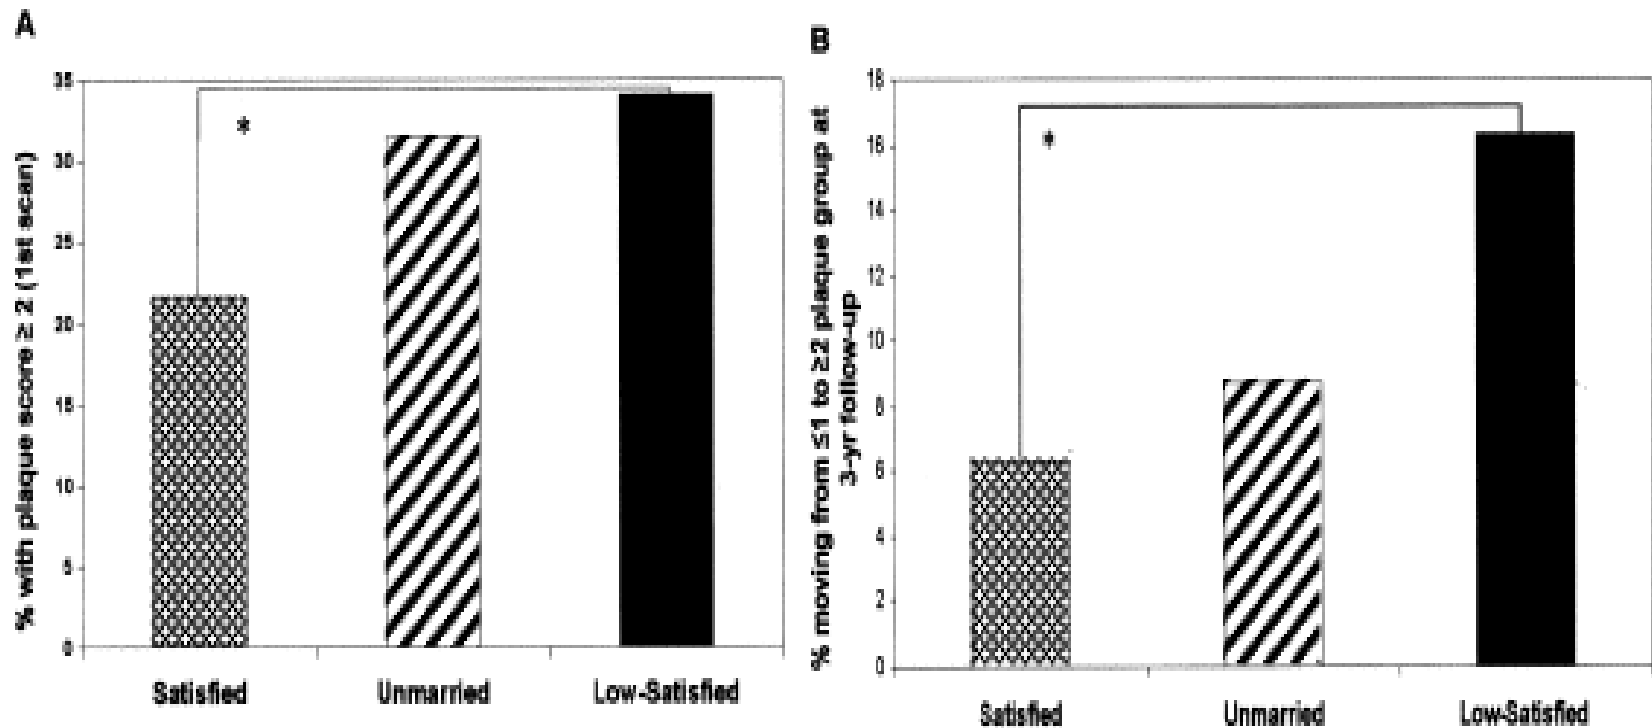 A
% with plaque score ≥ 2 (1st scan)
35
30
25
20
15
10
5
0
*
Satisfied
Unmarried
Low-Satisfied
B
% moving from ≤1 to ≥2 plaque group at
3-yr follow-up
18
16
14
12
10
8
6
4
2
0
*
Satisfied
Unmarried
Low-Satisfied